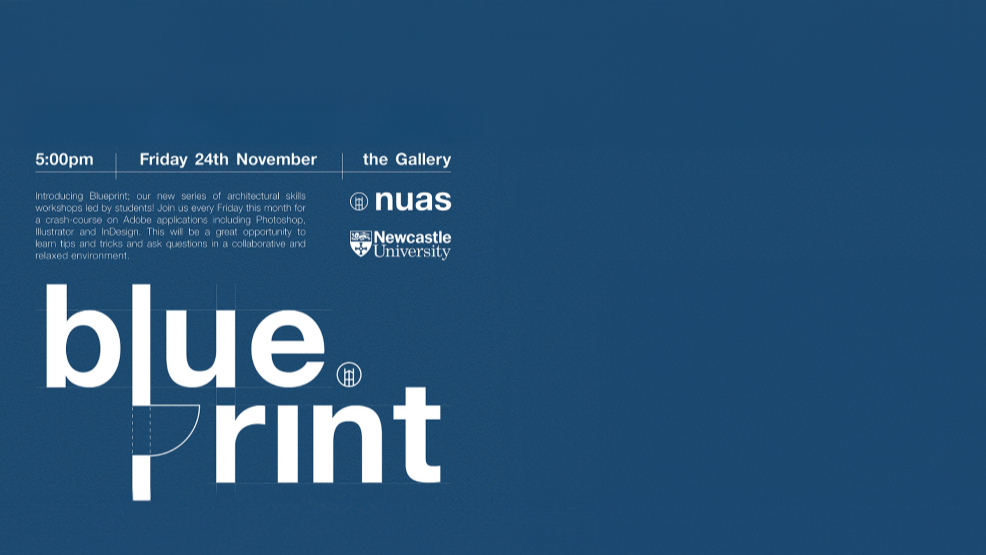 5:00pm Friday 24th November the Gallery
Introducing Blueprint; our new series of architectural skills
workshops led by students! Join us every Friday this month for
a crash-course on Adobe applications including Photoshop,
Illustrator and InDesign. This will be a great opportunity to
learn tips and tricks and ask questions in a collaborative and
relaxed environment.
nuas
Newcastle
University
blue
print